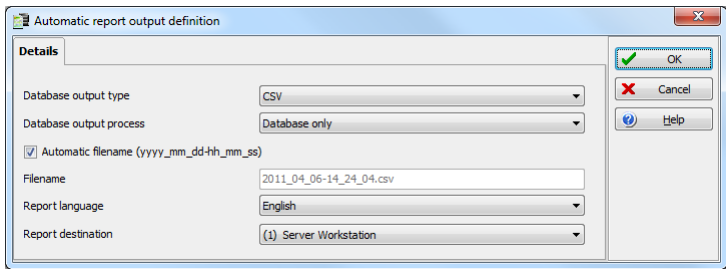 Automatic report output definition
Details
OK
Database output type CSV
Cancel
Database output process Database only
Help
Automatic filename (yyyy_mm_dd-hh_mm_ss)
Filename 2011_04_06-14_24_04.csv
Report language English
Report destination (1) Server Workstation